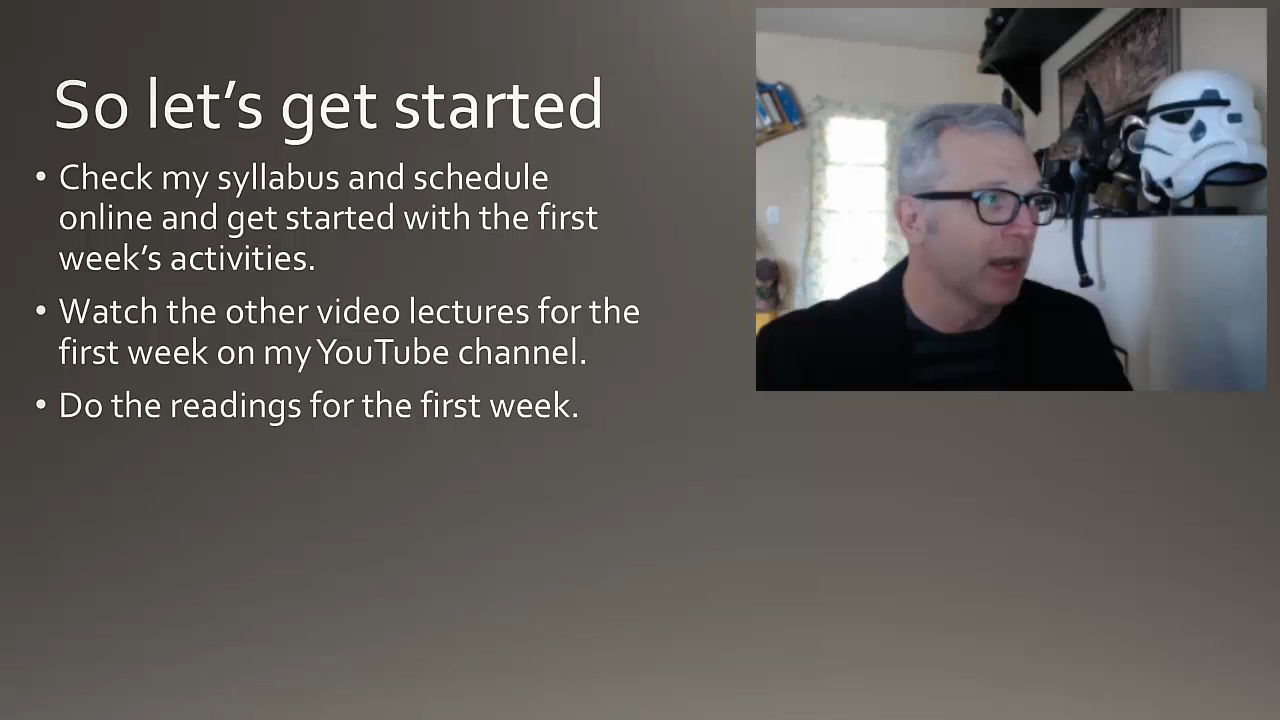 So let’s get started
• Check my syllabus and schedule
online and get started with the first
week’s activities.
• Watch the other video lectures for the
first week on my YouTube channel.
• Do the readings for the first week.